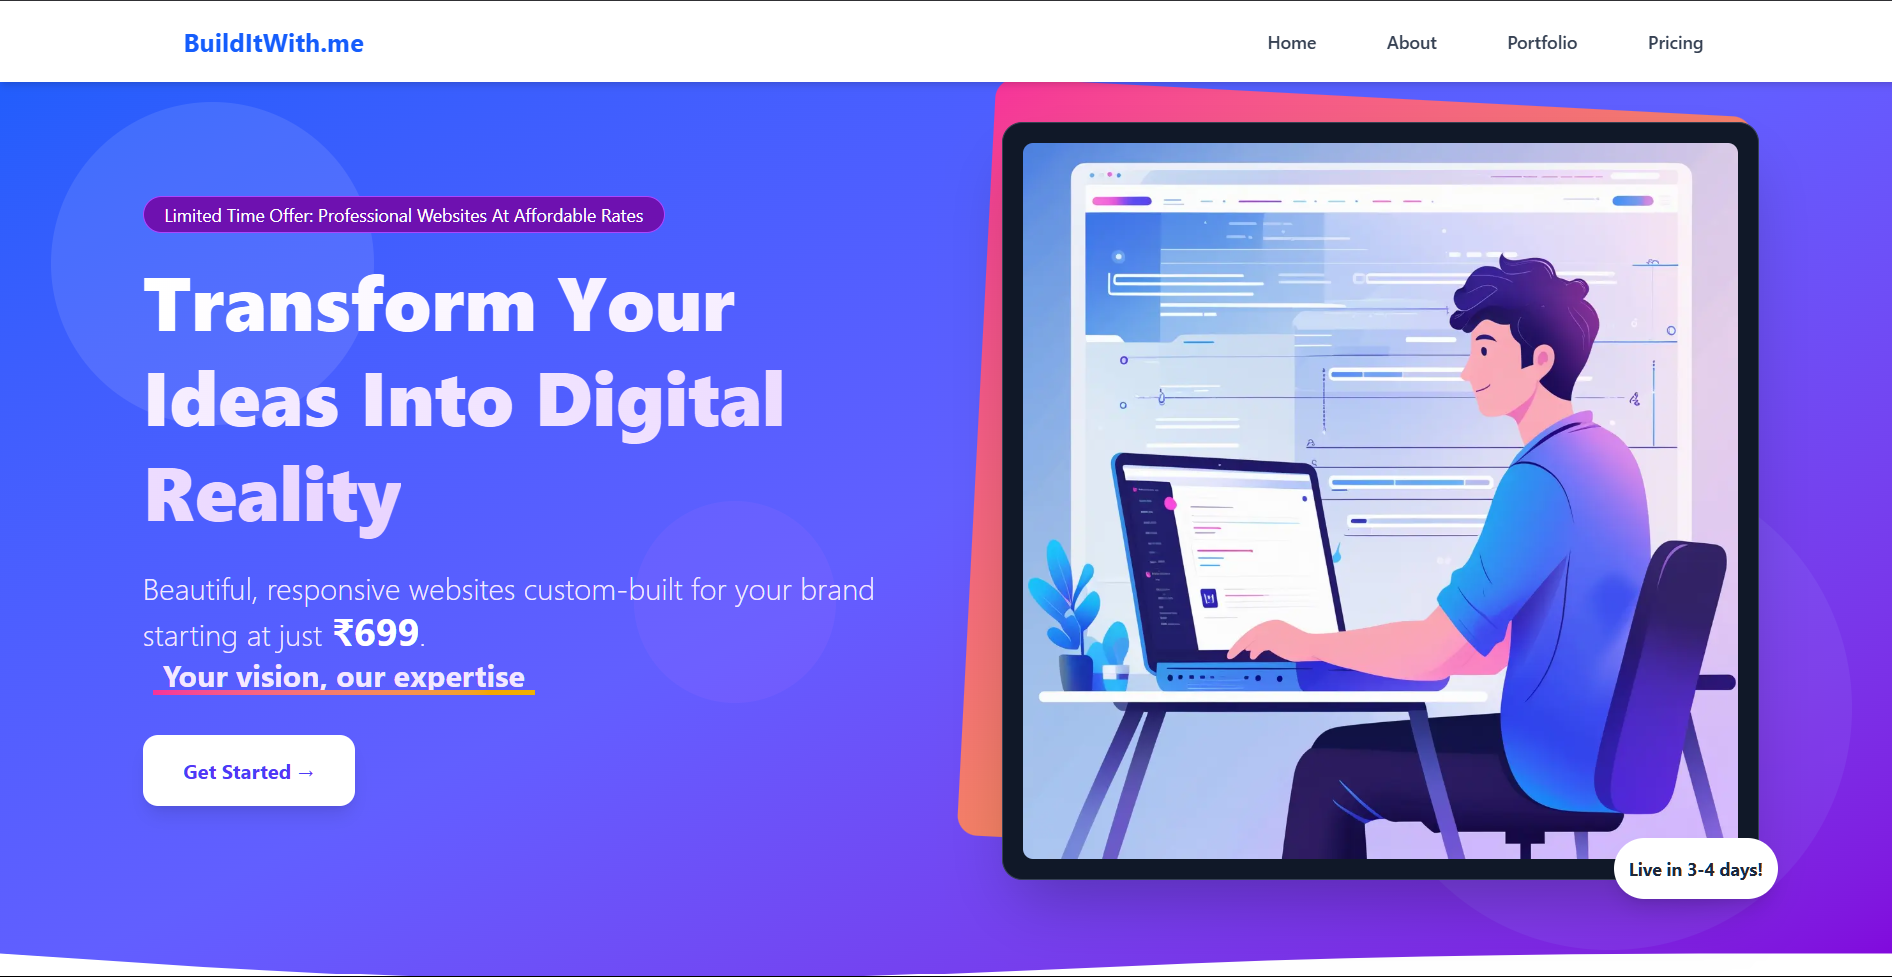 BuildItWith.me
Home
About
Portfolio
Pricing
Limited Time Offer: Professional Websites At Affordable Rates
Transform Your
Ideas Into Digital
Reality
Beautiful, responsive websites custom-built for your brand
starting at just ₹699.
Your vision, our expertise
Get Started →
Live in 3-4 days!